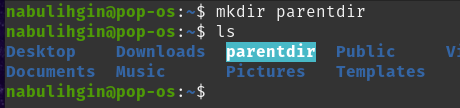 nabulihgin@pop-os:~$ mkdir parentdir
nabulihgin@pop-os:~$ ls
Desktop Downloads parentdir Public
Documents Music Pictures Templates
nabulihgin@pop-os:~$